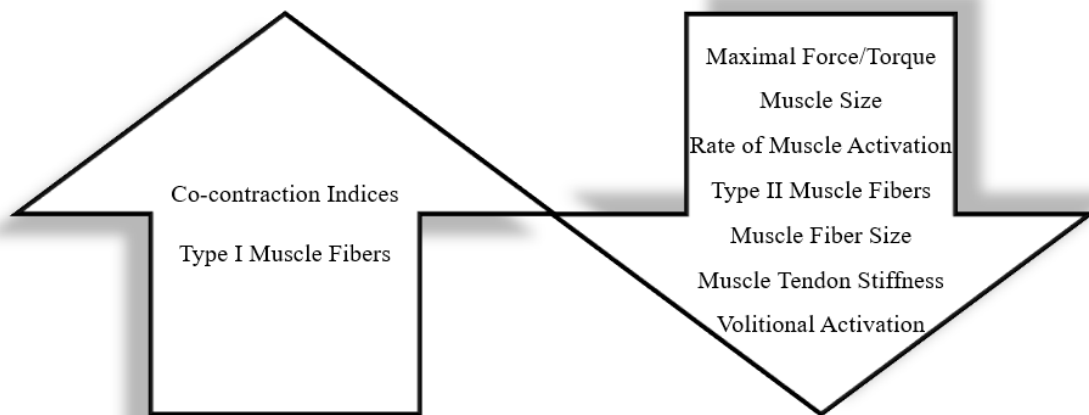 Co-contraction Indices
Type I Muscle Fibers
Maximal Force/Torque
Muscle Size
Rate of Muscle Activation
Type II Muscle Fibers
Muscle Fiber Size
Muscle Tendon Stiffness
Volitional Activation